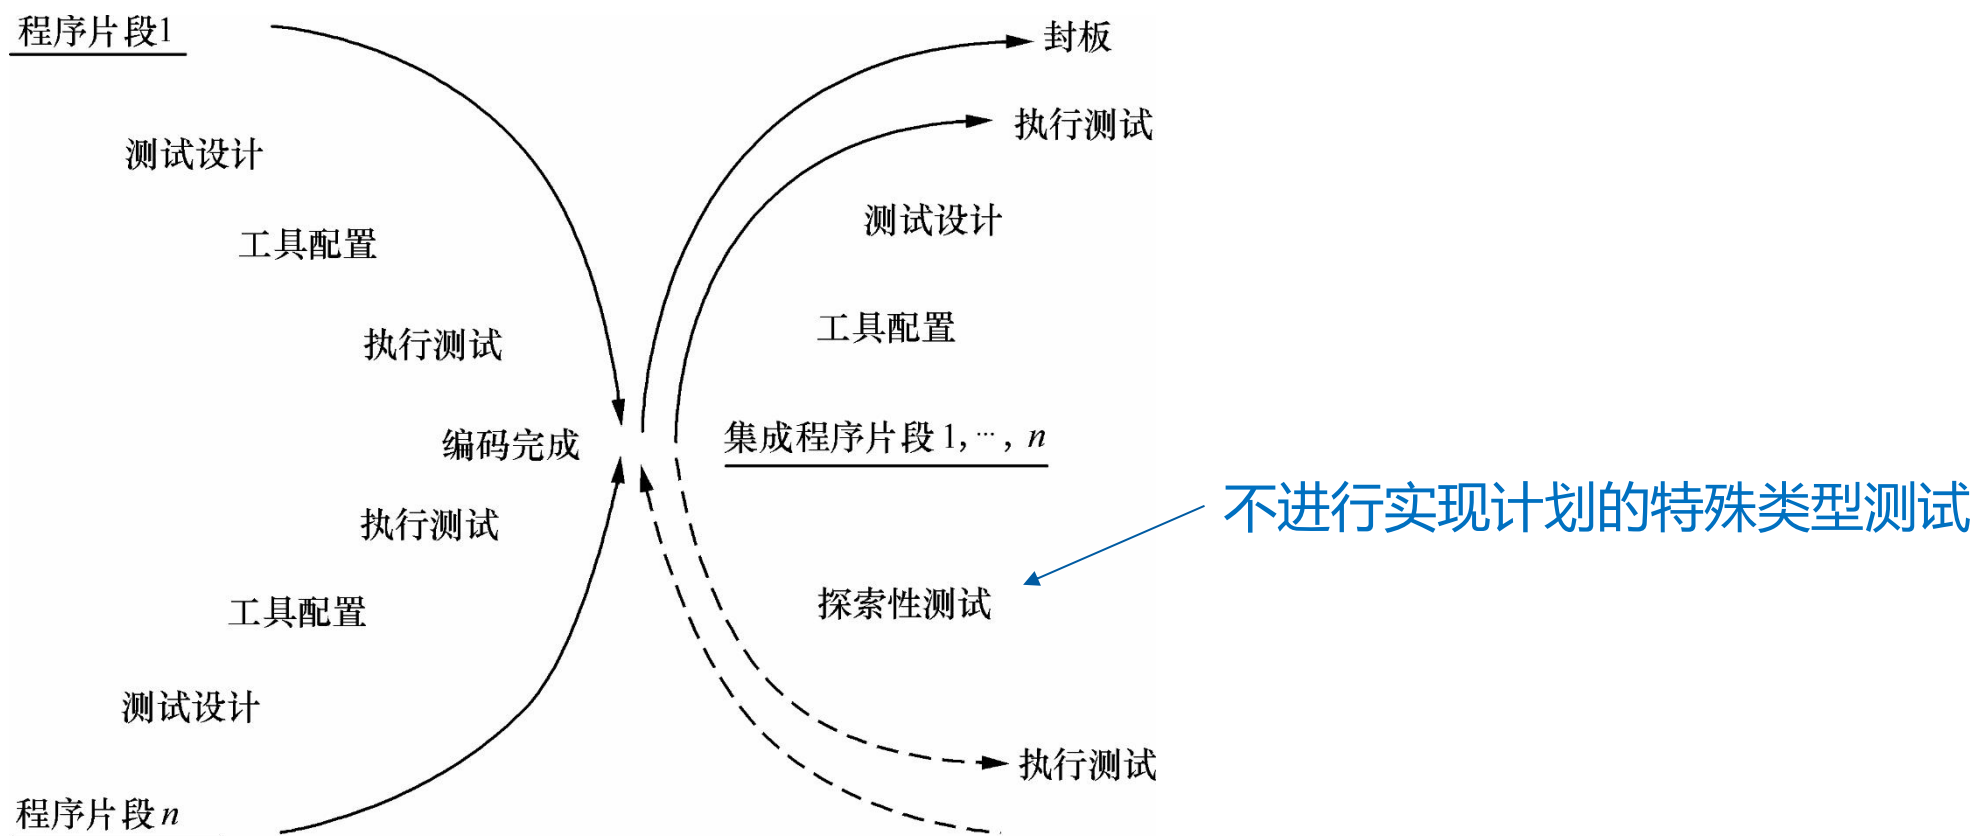 程序片段1
测试设计
工具配置
执行测试
编码完成
执行测试
工具配置
测试设计
程序片段n
封板
执行测试
测试设计
工具配置
集成程序片段1,…, n
不进行实现计划的特殊类型测试
探索性测试
执行测试